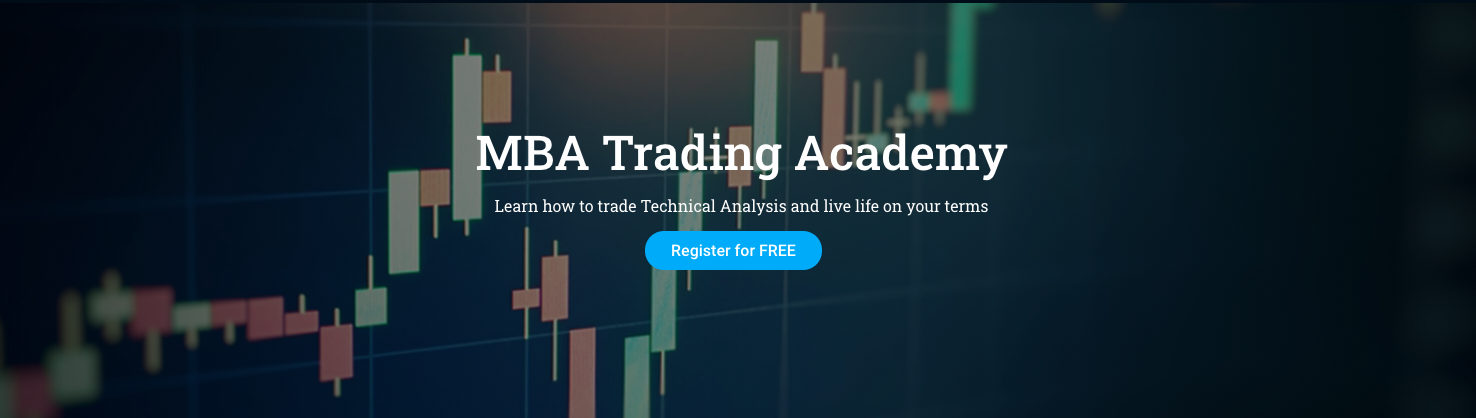 MBA Trading Academy
Learn how to trade Technical Analysis and live life on your terms
Register for FREE